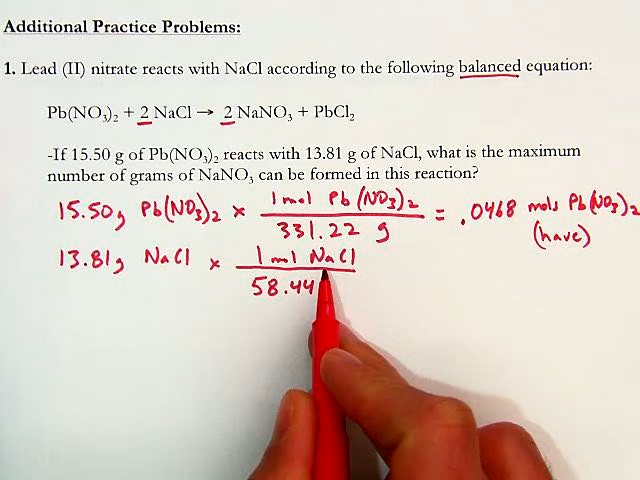 Additional Practice Problems:
1. Lead (II) nitrate reacts with NaCl according to the following balanced equation:
Pb(NO₃)₂ + 2 NaCl → 2 NaNO₃ + PbCl₂
-If 15.50 g of Pb(NO₃)₂ reacts with 13.81 g of NaCl, what is the maximum
number of grams of NaNO₃ can be formed in this reaction?
15.50g Pb(NO₃)₂ × 1 mol Pb(NO₃)₂ / 331.22 g = .0468 mols Pb(NO₃)₂
(have)
13.81g NaCl × 1 mol NaCl / 58.44